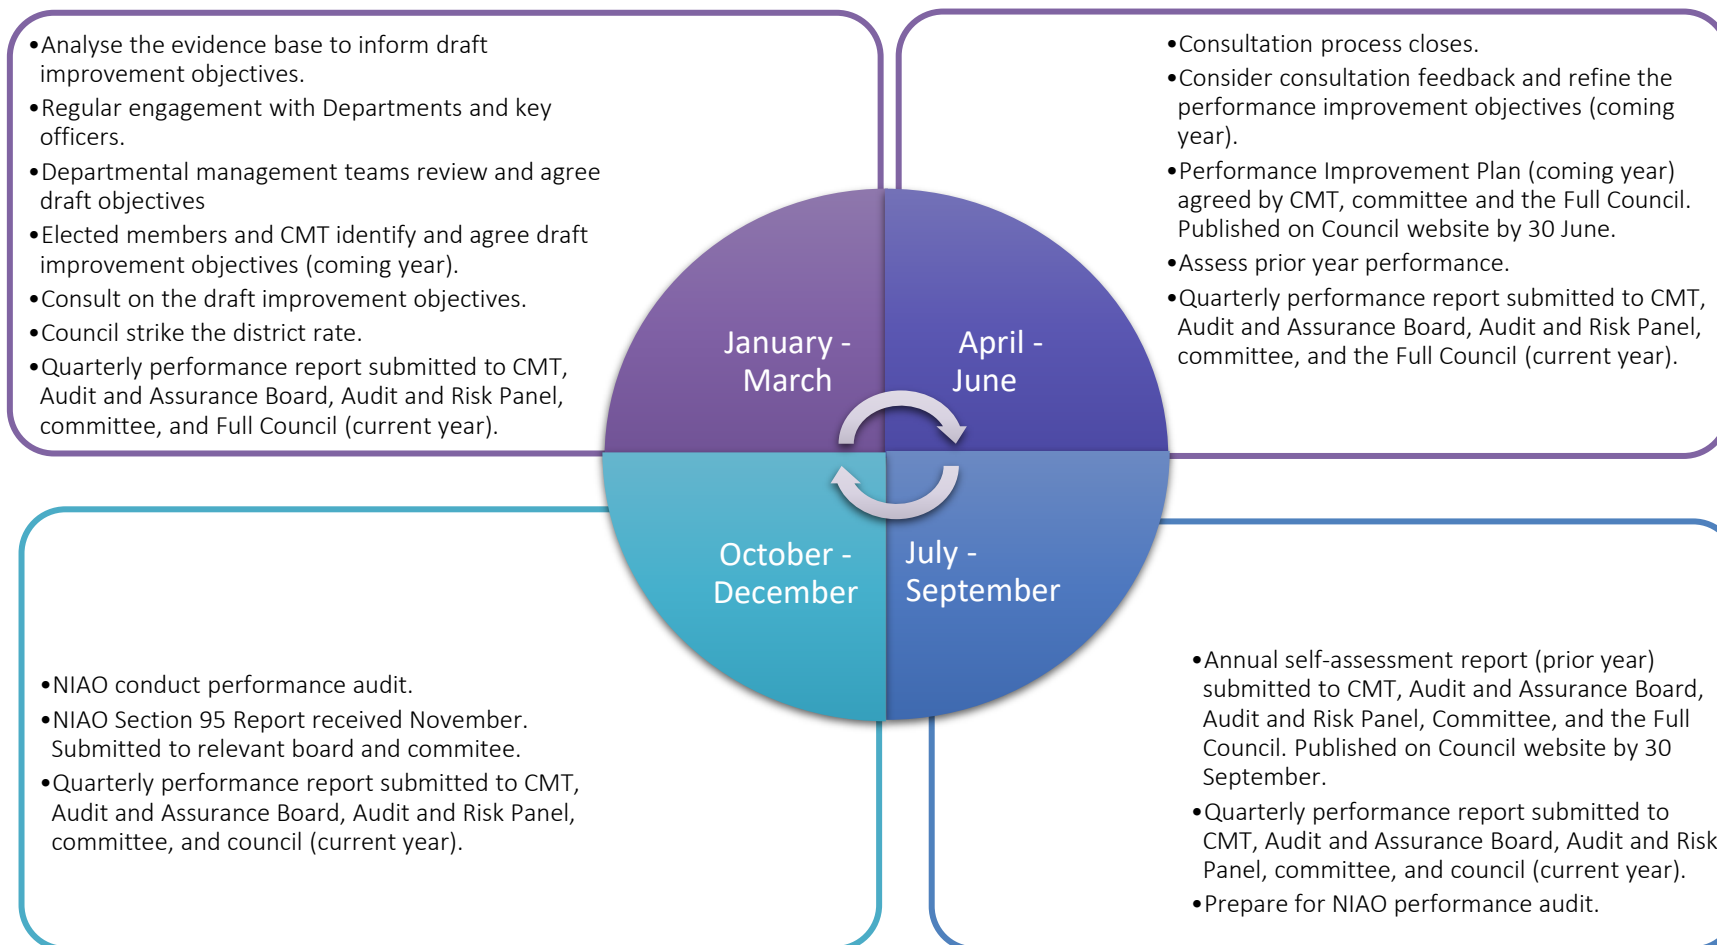 •Analyse the evidence base to inform draft
improvement objectives.
•Regular engagement with Departments and key
officers.
•Departmental management teams review and agree
draft objectives
•Elected members and CMT identify and agree draft
improvement objectives (coming year).
•Consult on the draft improvement objectives.
•Council strike the district rate.
•Quarterly performance report submitted to CMT,
Audit and Assurance Board, Audit and Risk Panel,
committee, and Full Council (current year).
•Consultation process closes.
•Consider consultation feedback and refine the
performance improvement objectives (coming
year).
•Performance Improvement Plan (coming year)
agreed by CMT, committee and the Full Council.
Published on Council website by 30 June.
•Assess prior year performance.
•Quarterly performance report submitted to CMT,
Audit and Assurance Board, Audit and Risk Panel,
committee, and the Full Council (current year).
January -
March
April -
June
October -
December
July -
September
•NIAO conduct performance audit.
•NIAO Section 95 Report received November.
Submitted to relevant board and commitee.
•Quarterly performance report submitted to CMT,
Audit and Assurance Board, Audit and Risk Panel,
committee, and council (current year).
•Annual self-assessment report (prior year)
submitted to CMT, Audit and Assurance Board,
Audit and Risk Panel, Committee, and the Full
Council. Published on Council website by 30
September.
•Quarterly performance report submitted to
CMT, Audit and Assurance Board, Audit and Risk
Panel, committee, and council (current year).
•Prepare for NIAO performance audit.